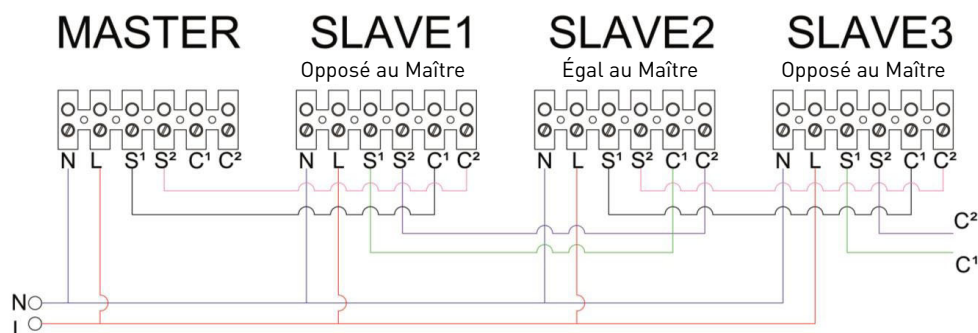 MASTER SLAVE1 SLAVE2 SLAVE3
Opposé au Maître Égal au Maître Opposé au Maître
N L S¹ S² C¹ C² N L S¹ S² C¹ C² N L S¹ S² C¹ C² N L S¹ S² C¹ C²
C²
C¹
N
L